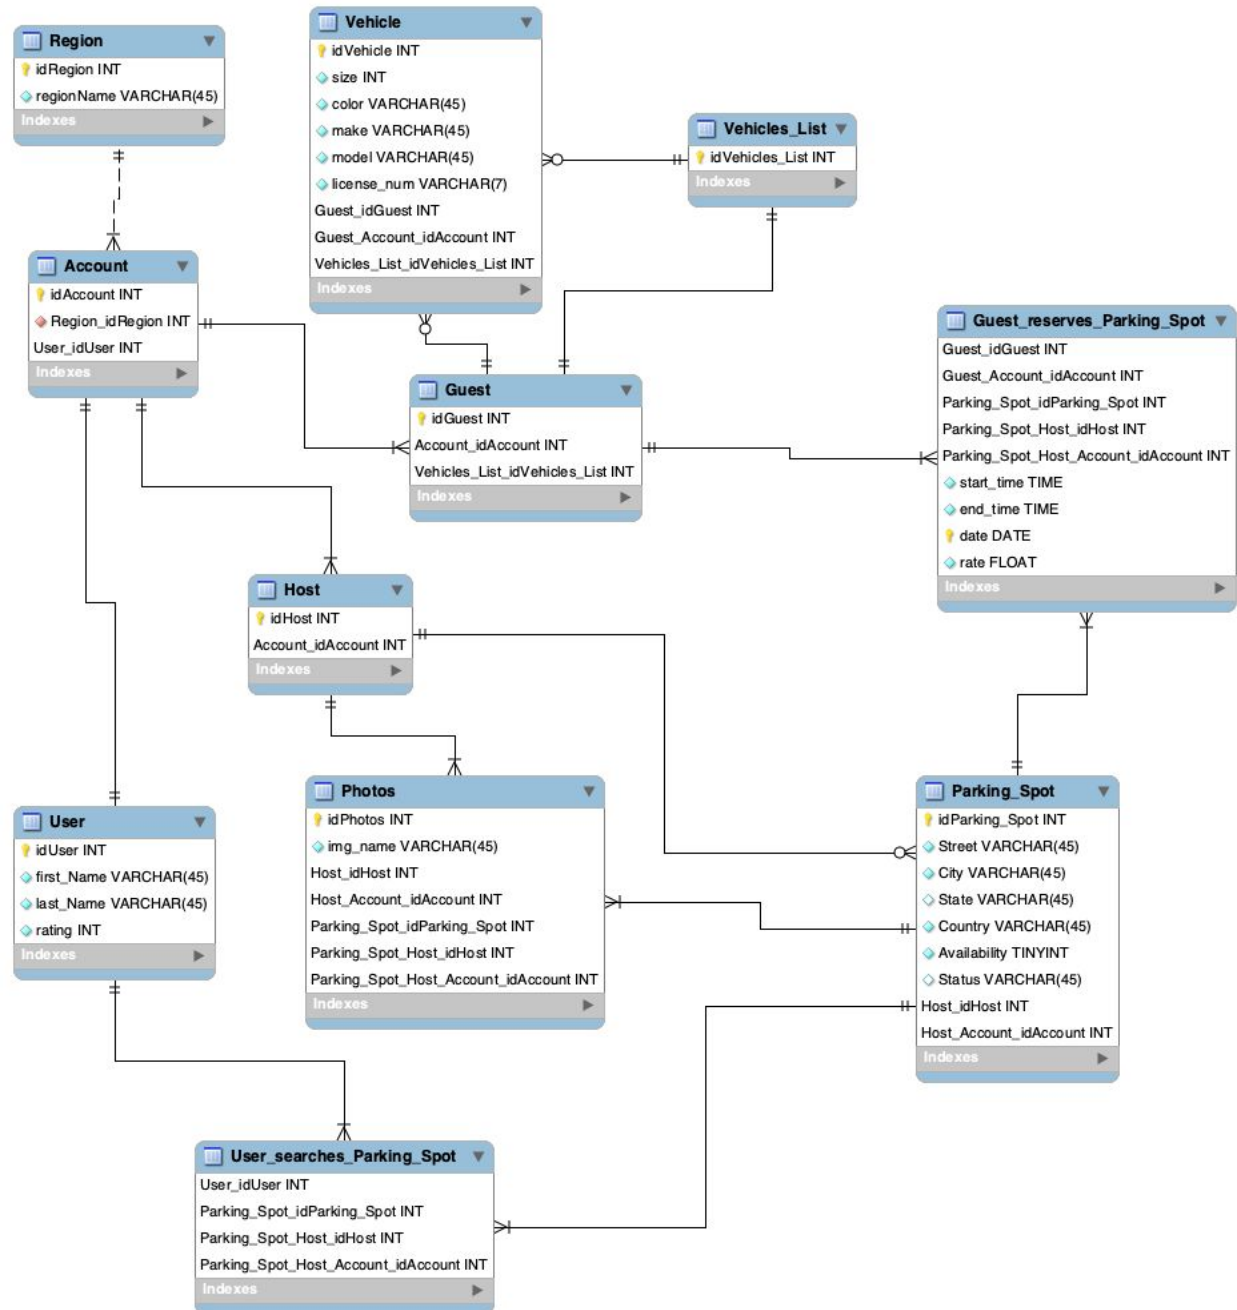 Region
idRegion INT
regionName VARCHAR(45)
Indexes
Vehicle
idVehicle INT
size INT
color VARCHAR(45)
make VARCHAR(45)
model VARCHAR(45)
license_num VARCHAR(7)
Guest_idGuest INT
Guest_Account_idAccount INT
Vehicles_List_idVehicles_List INT
Indexes
Vehicles_List
idVehicles_List INT
Indexes
Account
idAccount INT
Region_idRegion INT
User_idUser INT
Indexes
Guest
idGuest INT
Account_idAccount INT
Vehicles_List_idVehicles_List INT
Indexes
Guest_reserves_Parking_Spot
Guest_idGuest INT
Guest_Account_idAccount INT
Parking_Spot_idParking_Spot INT
Parking_Spot_Host_idHost INT
Parking_Spot_Host_Account_idAccount INT
start_time TIME
end_time TIME
date DATE
rate FLOAT
Indexes
Host
idHost INT
Account_idAccount INT
Indexes
User
idUser INT
first_Name VARCHAR(45)
last_Name VARCHAR(45)
rating INT
Indexes
Photos
idPhotos INT
img_name VARCHAR(45)
Host_idHost INT
Host_Account_idAccount INT
Parking_Spot_idParking_Spot INT
Parking_Spot_Host_idHost INT
Parking_Spot_Host_Account_idAccount INT
Indexes
Parking_Spot
idParking_Spot INT
Street VARCHAR(45)
City VARCHAR(45)
State VARCHAR(45)
Country VARCHAR(45)
Availability TINYINT
Status VARCHAR(45)
Host_idHost INT
Host_Account_idAccount INT
Indexes
User_searches_Parking_Spot
User_idUser INT
Parking_Spot_idParking_Spot INT
Parking_Spot_Host_idHost INT
Parking_Spot_Host_Account_idAccount INT
Indexes